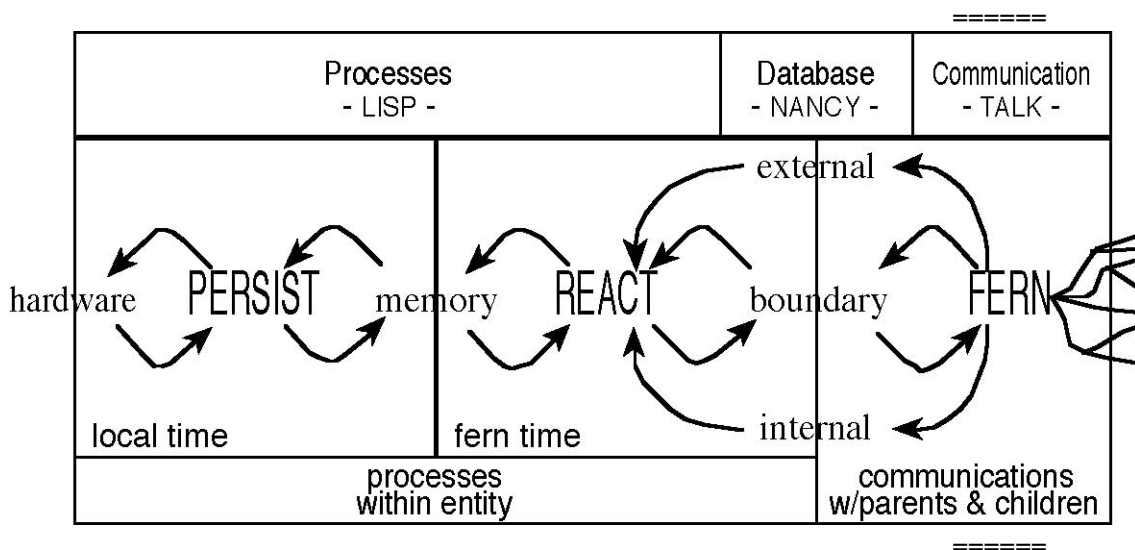 ======
Processes
- LISP -
Database
- NANCY -
Communication
- TALK -
external
hardware
PERSIST
memory
REACT
boundary
FERN
internal
local time
fern time
processes
within entity
communications
w/parents & children
======